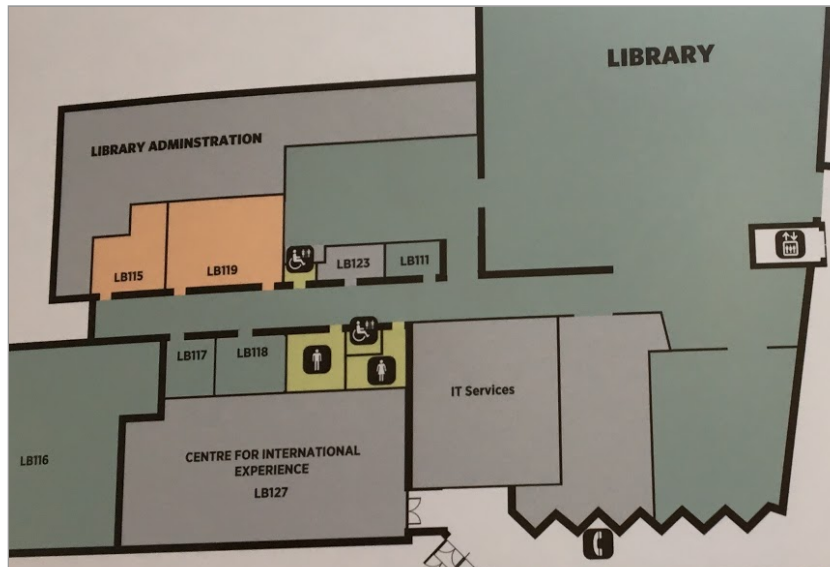 LIBRARY
LIBRARY ADMINSTRATION
LB115
LB119
LB123
LB111
LB117
LB118
IT Services
LB116
CENTRE FOR INTERNATIONAL
EXPERIENCE
LB127